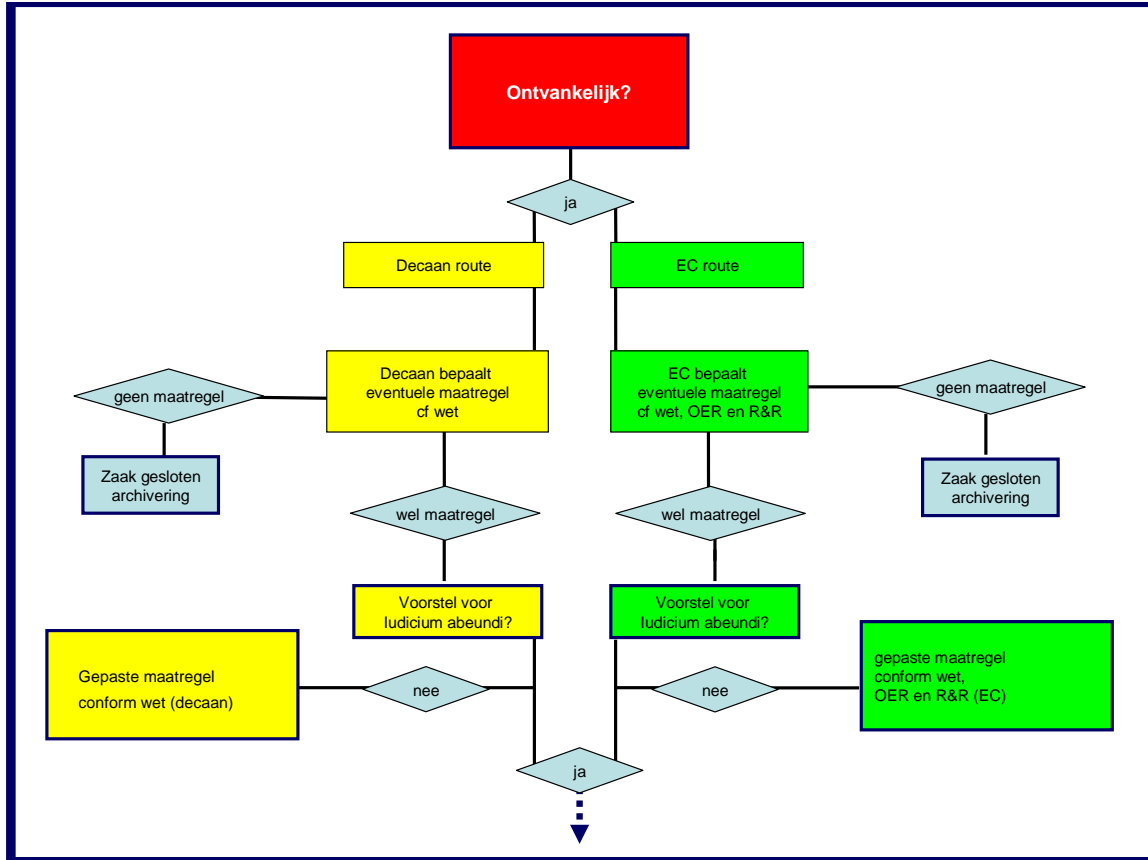 Ontvankelijk?
ja
Decaan route
EC route
Decaan bepaalt
eventuele maatregel
cf wet
EC bepaalt
eventuele maatregel
cf wet, OER en R&R
geen maatregel
geen maatregel
Zaak gesloten
archivering
Zaak gesloten
archivering
wel maatregel
wel maatregel
Voorstel voor
Iudicium abeundi?
Voorstel voor
Iudicium abeundi?
Gepaste maatregel
conform wet (decaan)
nee
nee
gepaste maatregel
conform wet,
OER en R&R (EC)
ja